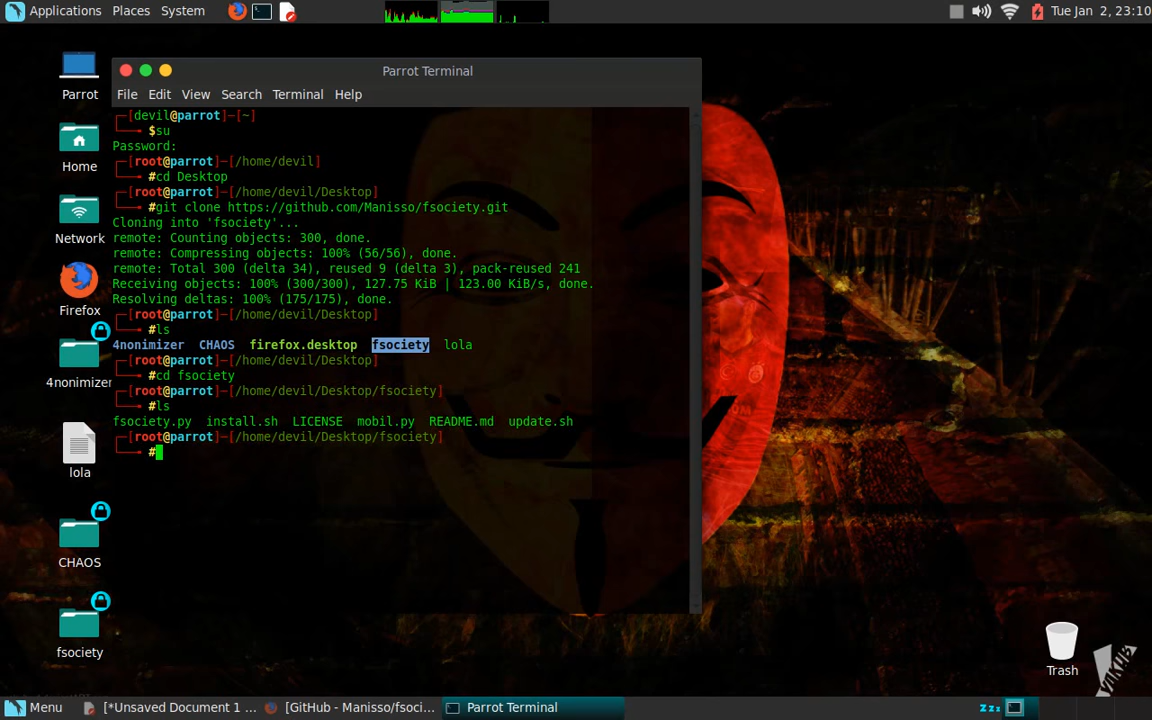 Applications Places System
Tue Jan 2, 23:10
Parrot Terminal
File Edit View Search Terminal Help
┌─[devil@parrot]─[~]
└──╼ $su
Password:
┌─[root@parrot]─[/home/devil]
└──╼ #cd Desktop
┌─[root@parrot]─[/home/devil/Desktop]
└──╼ #git clone https://github.com/Manisso/fsociety.git
Cloning into 'fsociety'...
remote: Counting objects: 300, done.
remote: Compressing objects: 100% (56/56), done.
remote: Total 300 (delta 34), reused 9 (delta 3), pack-reused 241
Receiving objects: 100% (300/300), 127.75 KiB | 123.00 KiB/s, done.
Resolving deltas: 100% (175/175), done.
┌─[root@parrot]─[/home/devil/Desktop]
└──╼ #ls
4nonimizer CHAOS firefox.desktop fsociety lola
┌─[root@parrot]─[/home/devil/Desktop]
└──╼ #cd fsociety
┌─[root@parrot]─[/home/devil/Desktop/fsociety]
└──╼ #ls
fsociety.py install.sh LICENSE mobil.py README.md update.sh
┌─[root@parrot]─[/home/devil/Desktop/fsociety]
└──╼ #
Parrot
Home
Network
Firefox
4nonimizer
lola
CHAOS
fsociety
Trash
Menu
[*Unsaved Document 1 ...
[GitHub - Manisso/fsoci...
Parrot Terminal
zzz